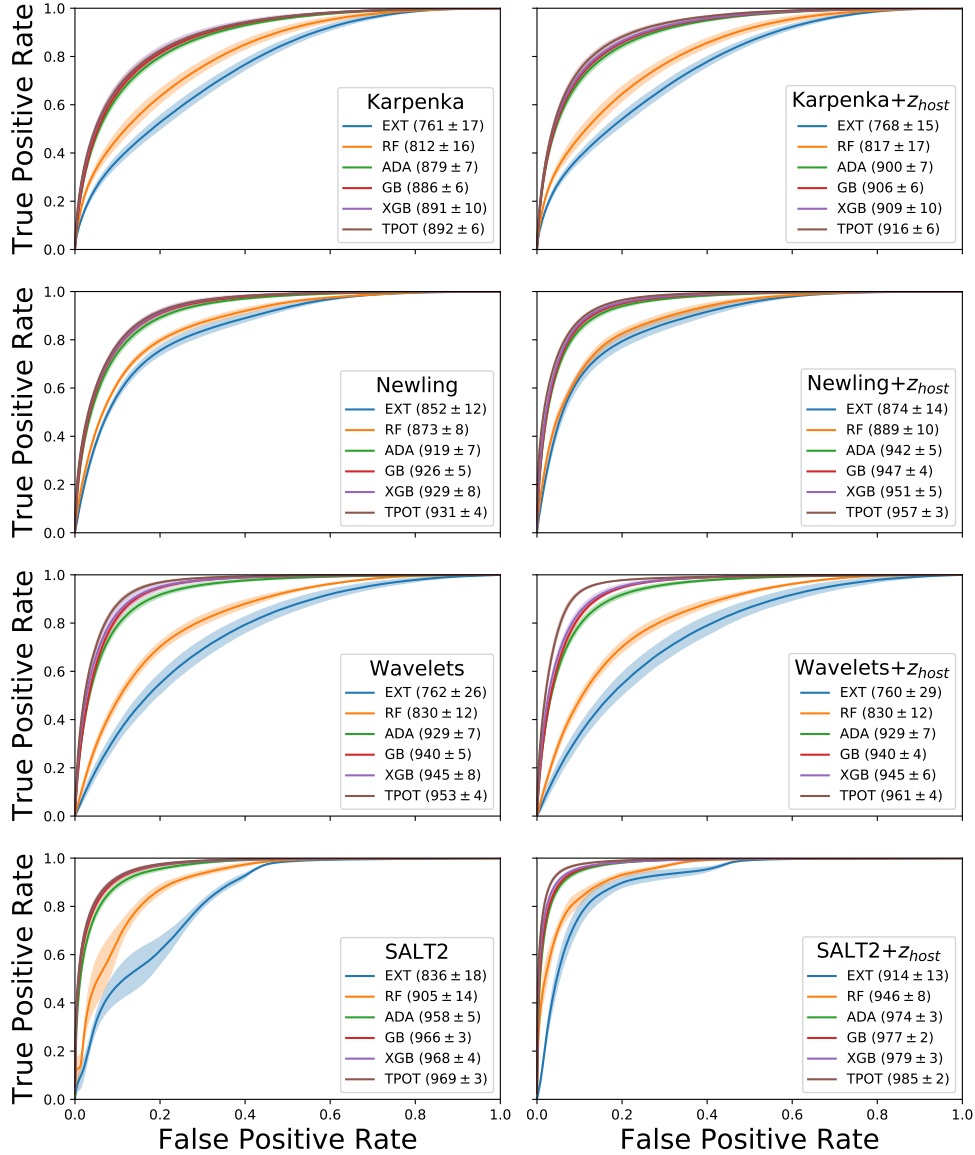 True Positive Rate
1.0
0.8
0.6
0.4
0.2
0.0
Karpenka
EXT (761 ± 17)
RF (812 ± 16)
ADA (879 ± 7)
GB (886 ± 6)
XGB (891 ± 10)
TPOT (892 ± 6)
Karpenka+z_host
EXT (768 ± 15)
RF (817 ± 17)
ADA (900 ± 7)
GB (906 ± 6)
XGB (909 ± 10)
TPOT (916 ± 6)
True Positive Rate
1.0
0.8
0.6
0.4
0.2
0.0
Newling
EXT (852 ± 12)
RF (873 ± 8)
ADA (919 ± 7)
GB (926 ± 5)
XGB (929 ± 8)
TPOT (931 ± 4)
Newling+z_host
EXT (874 ± 14)
RF (889 ± 10)
ADA (942 ± 5)
GB (947 ± 4)
XGB (951 ± 5)
TPOT (957 ± 3)
True Positive Rate
1.0
0.8
0.6
0.4
0.2
0.0
Wavelets
EXT (762 ± 26)
RF (830 ± 12)
ADA (929 ± 7)
GB (940 ± 5)
XGB (945 ± 8)
TPOT (953 ± 4)
Wavelets+z_host
EXT (760 ± 29)
RF (830 ± 12)
ADA (929 ± 7)
GB (940 ± 4)
XGB (945 ± 6)
TPOT (961 ± 4)
True Positive Rate
1.0
0.8
0.6
0.4
0.2
0.0
SALT2
EXT (836 ± 18)
RF (905 ± 14)
ADA (958 ± 5)
GB (966 ± 3)
XGB (968 ± 4)
TPOT (969 ± 3)
SALT2+z_host
EXT (914 ± 13)
RF (946 ± 8)
ADA (974 ± 3)
GB (977 ± 2)
XGB (979 ± 3)
TPOT (985 ± 2)
0.0 0.2 0.4 0.6 0.8 1.0
0.0 0.2 0.4 0.6 0.8 1.0
False Positive Rate
False Positive Rate